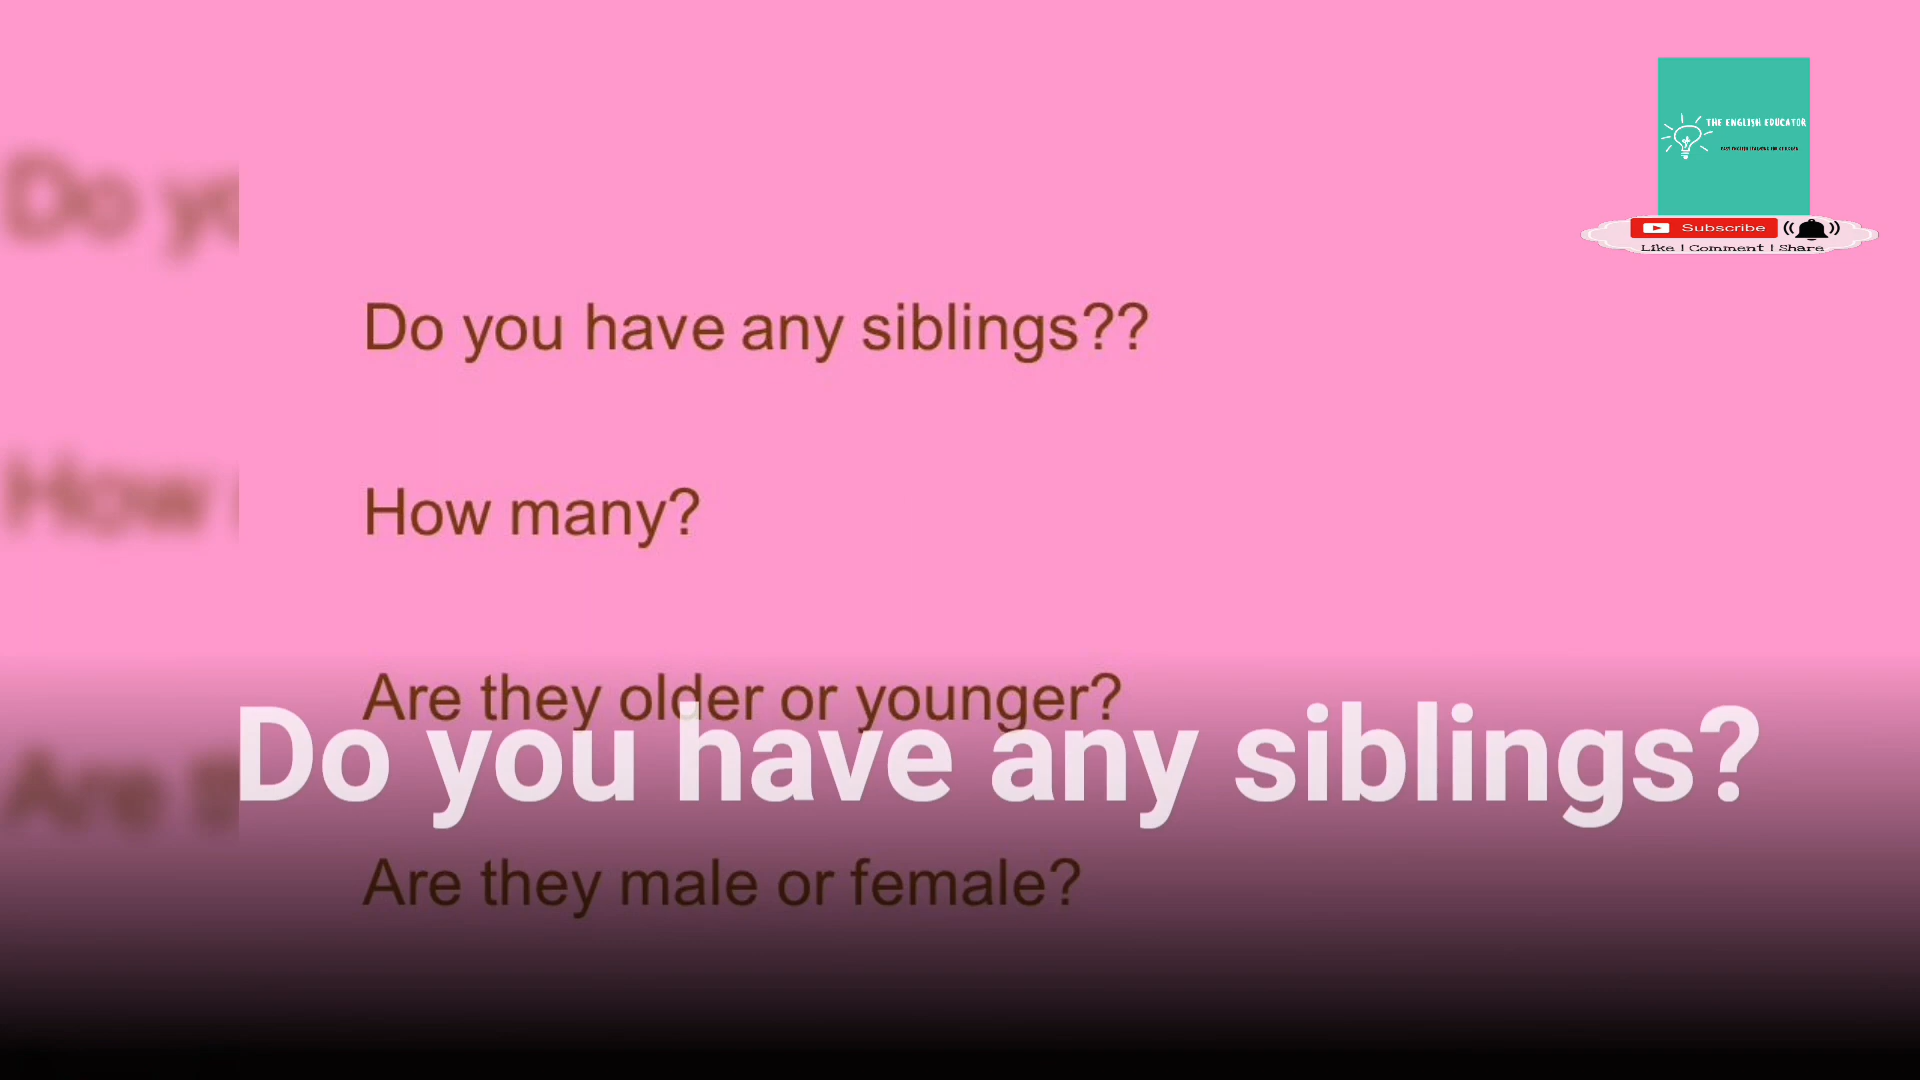 THE ENGLISH EDUCATOR
Subscribe
Like | Comment | Share
Do you have any siblings??
How many?
Are they older or younger?
Do you have any siblings?
Are they male or female?